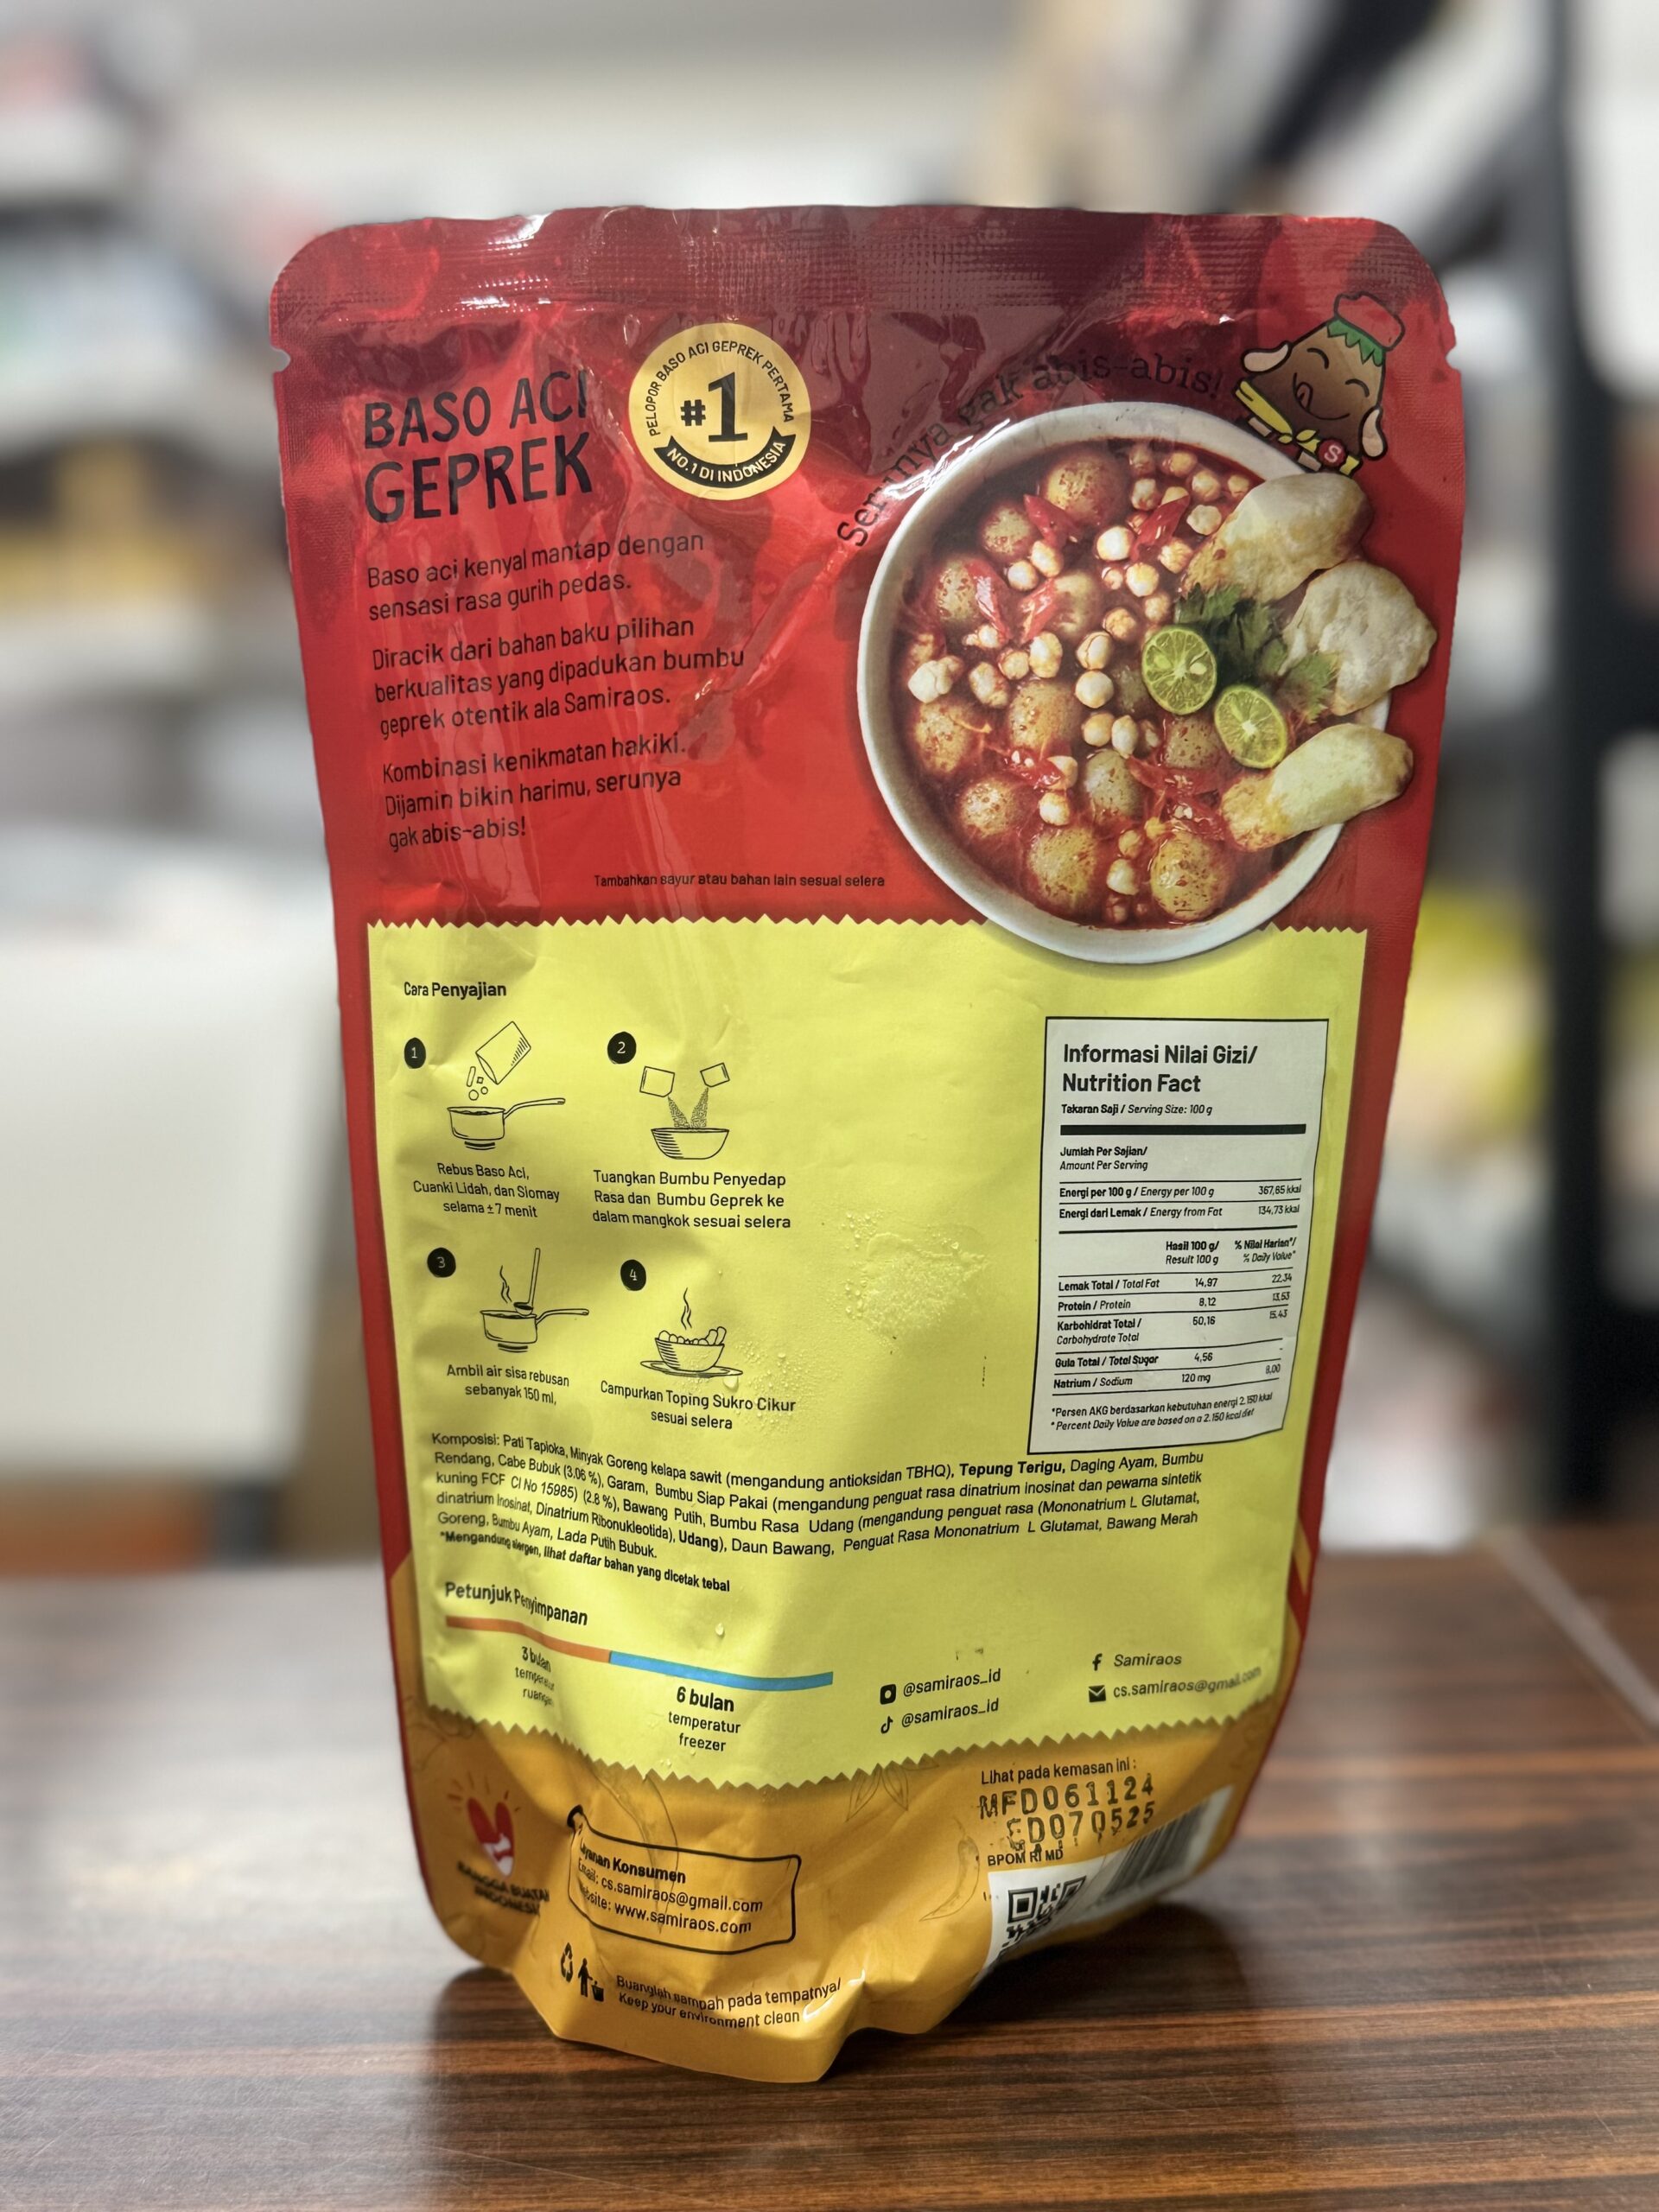 BASO ACI
GEPREK
PELOPOR BASO ACI GEPREK PERTAMA
#1
NO.1 DI INDONESIA
Serunya gak abis-abis!
S
Baso aci kenyal mantap dengan
sensasi rasa gurih pedas.
Diracik dari bahan baku pilihan
berkualitas yang dipadukan bumbu
geprek otentik ala Samiraos.
Kombinasi kenikmatan hakiki.
Dijamin bikin harimu, serunya
gak abis-abis!
Tambahkan sayur atau bahan lain sesuai selera
Cara Penyajian
1
Rebus Baso Aci,
Cuanki Lidah, dan Siomay
selama ±7 menit
2
Tuangkan Bumbu Penyedap
Rasa dan Bumbu Geprek ke
dalam mangkok sesuai selera
3
Ambil air sisa rebusan
sebanyak 150 ml,
4
Campurkan Toping Sukro Cikur
sesuai selera
Informasi Nilai Gizi/
Nutrition Fact
Takaran Saji / Serving Size: 100 g
Jumlah Per Sajian/
Amount Per Serving
Energi per 100 g / Energy per 100 g 367,65 kkal
Energi dari Lemak / Energy from Fat 134,73 kkal
Hasil 100 g/ % Nilai Harian*/
Result 100 g % Daily Value*
Lemak Total / Total Fat 14,97 22,34
Protein / Protein 8,12 13,53
Karbohidrat Total / 50,16 15,43
Carbohydrate Total
Gula Total / Total Sugar 4,56 -
Natrium / Sodium 120 mg 8,00
*Persen AKG berdasarkan kebutuhan energi 2.150 kkal
* Percent Daily Value are based on a 2.150 kcal diet
Komposisi: Pati Tapioka, Minyak Goreng kelapa sawit (mengandung antioksidan TBHQ), Tepung Terigu, Daging Ayam, Bumbu
Rendang, Cabe Bubuk (3,06 %), Garam, Bumbu Siap Pakai (mengandung penguat rasa dinatrium inosinat dan pewarna sintetik
kuning FCF CI No 15985) (2.8 %), Bawang Putih, Bumbu Rasa Udang (mengandung penguat rasa (Mononatrium L Glutamat,
dinatrium Inosinat, Dinatrium Ribonukleotida), Udang), Daun Bawang, Penguat Rasa Mononatrium L Glutamat, Bawang Merah
Goreng, Bumbu Ayam, Lada Putih Bubuk.
*Mengandung alergen, lihat daftar bahan yang dicetak tebal
Petunjuk Penyimpanan
3 bulan
temperatur
ruangan
6 bulan
temperatur
freezer
@samiraos_id
@samiraos_id
Samiraos
cs.samiraos@gmail.com
Lihat pada kemasan ini :
MFD061124
ED070525
BPOM RI MD
BANGGA BUATAN
INDONESIA
Layanan Konsumen
Email: cs.samiraos@gmail.com
Website: www.samiraos.com
Buanglah sampah pada tempatnya/
Keep your environment clean